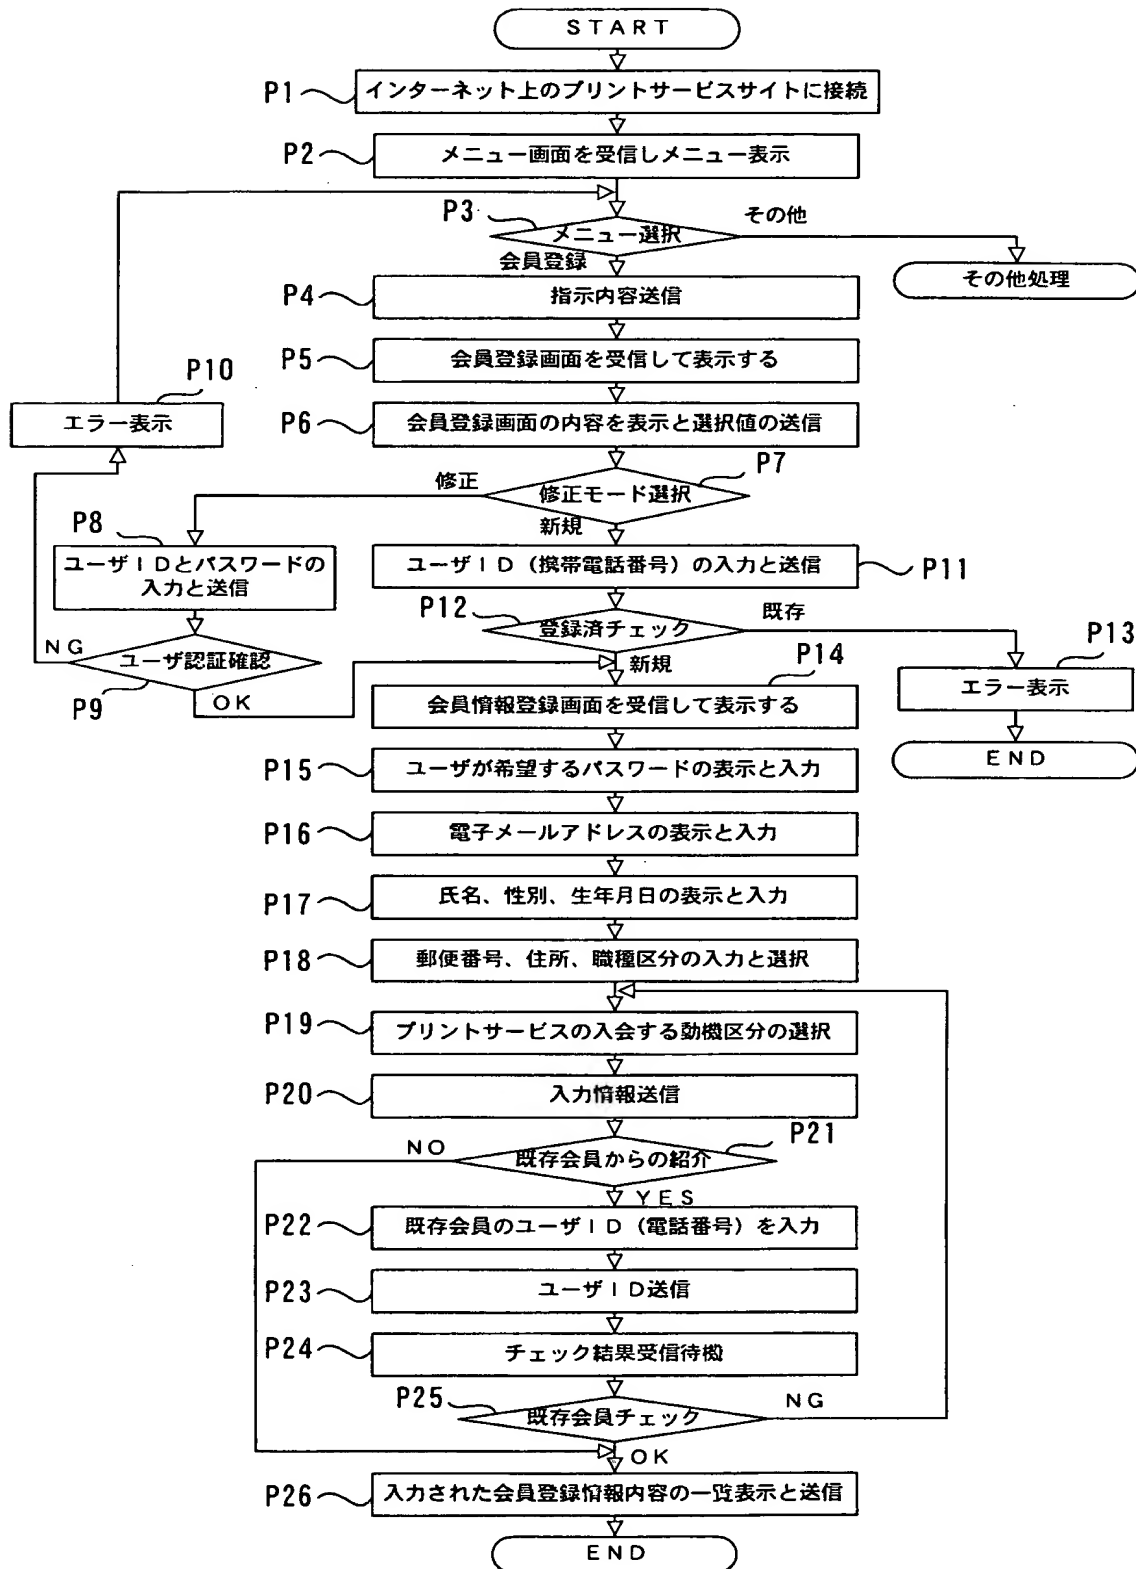 START
P1
インターネット上のプリントサービスサイトに接続
P2
メニュー画面を受信しメニュー表示
P3
メニュー選択
その他
会員登録
その他処理
P4
指示内容送信
P5
会員登録画面を受信して表示する
P10
エラー表示
P6
会員登録画面の内容を表示と選択値の送信
P7
修正モード選択
修正
新規
P8
ユーザIDとパスワードの
入力と送信
ユーザID(携帯電話番号)の入力と送信
P11
P12
登録済チェック
既存
新規
P13
エラー表示
END
NG
ユーザ認証確認
P9
OK
P14
会員情報登録画面を受信して表示する
P15
ユーザが希望するパスワードの表示と入力
P16
電子メールアドレスの表示と入力
P17
氏名、性別、生年月日の表示と入力
P18
郵便番号、住所、職種区分の入力と選択
P19
プリントサービスの入会する動機区分の選択
P20
入力情報送信
P21
NO
既存会員からの紹介
YES
P22
既存会員のユーザID(電話番号)を入力
P23
ユーザID送信
P24
チェック結果受信待機
P25
既存会員チェック
NG
OK
P26
入力された会員登録情報内容の一覧表示と送信
END